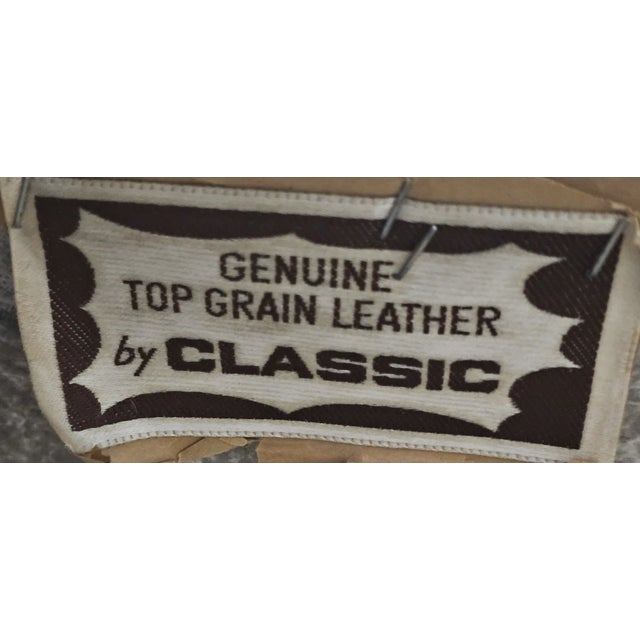 GENUINE
TOP GRAIN LEATHER
by CLASSIC